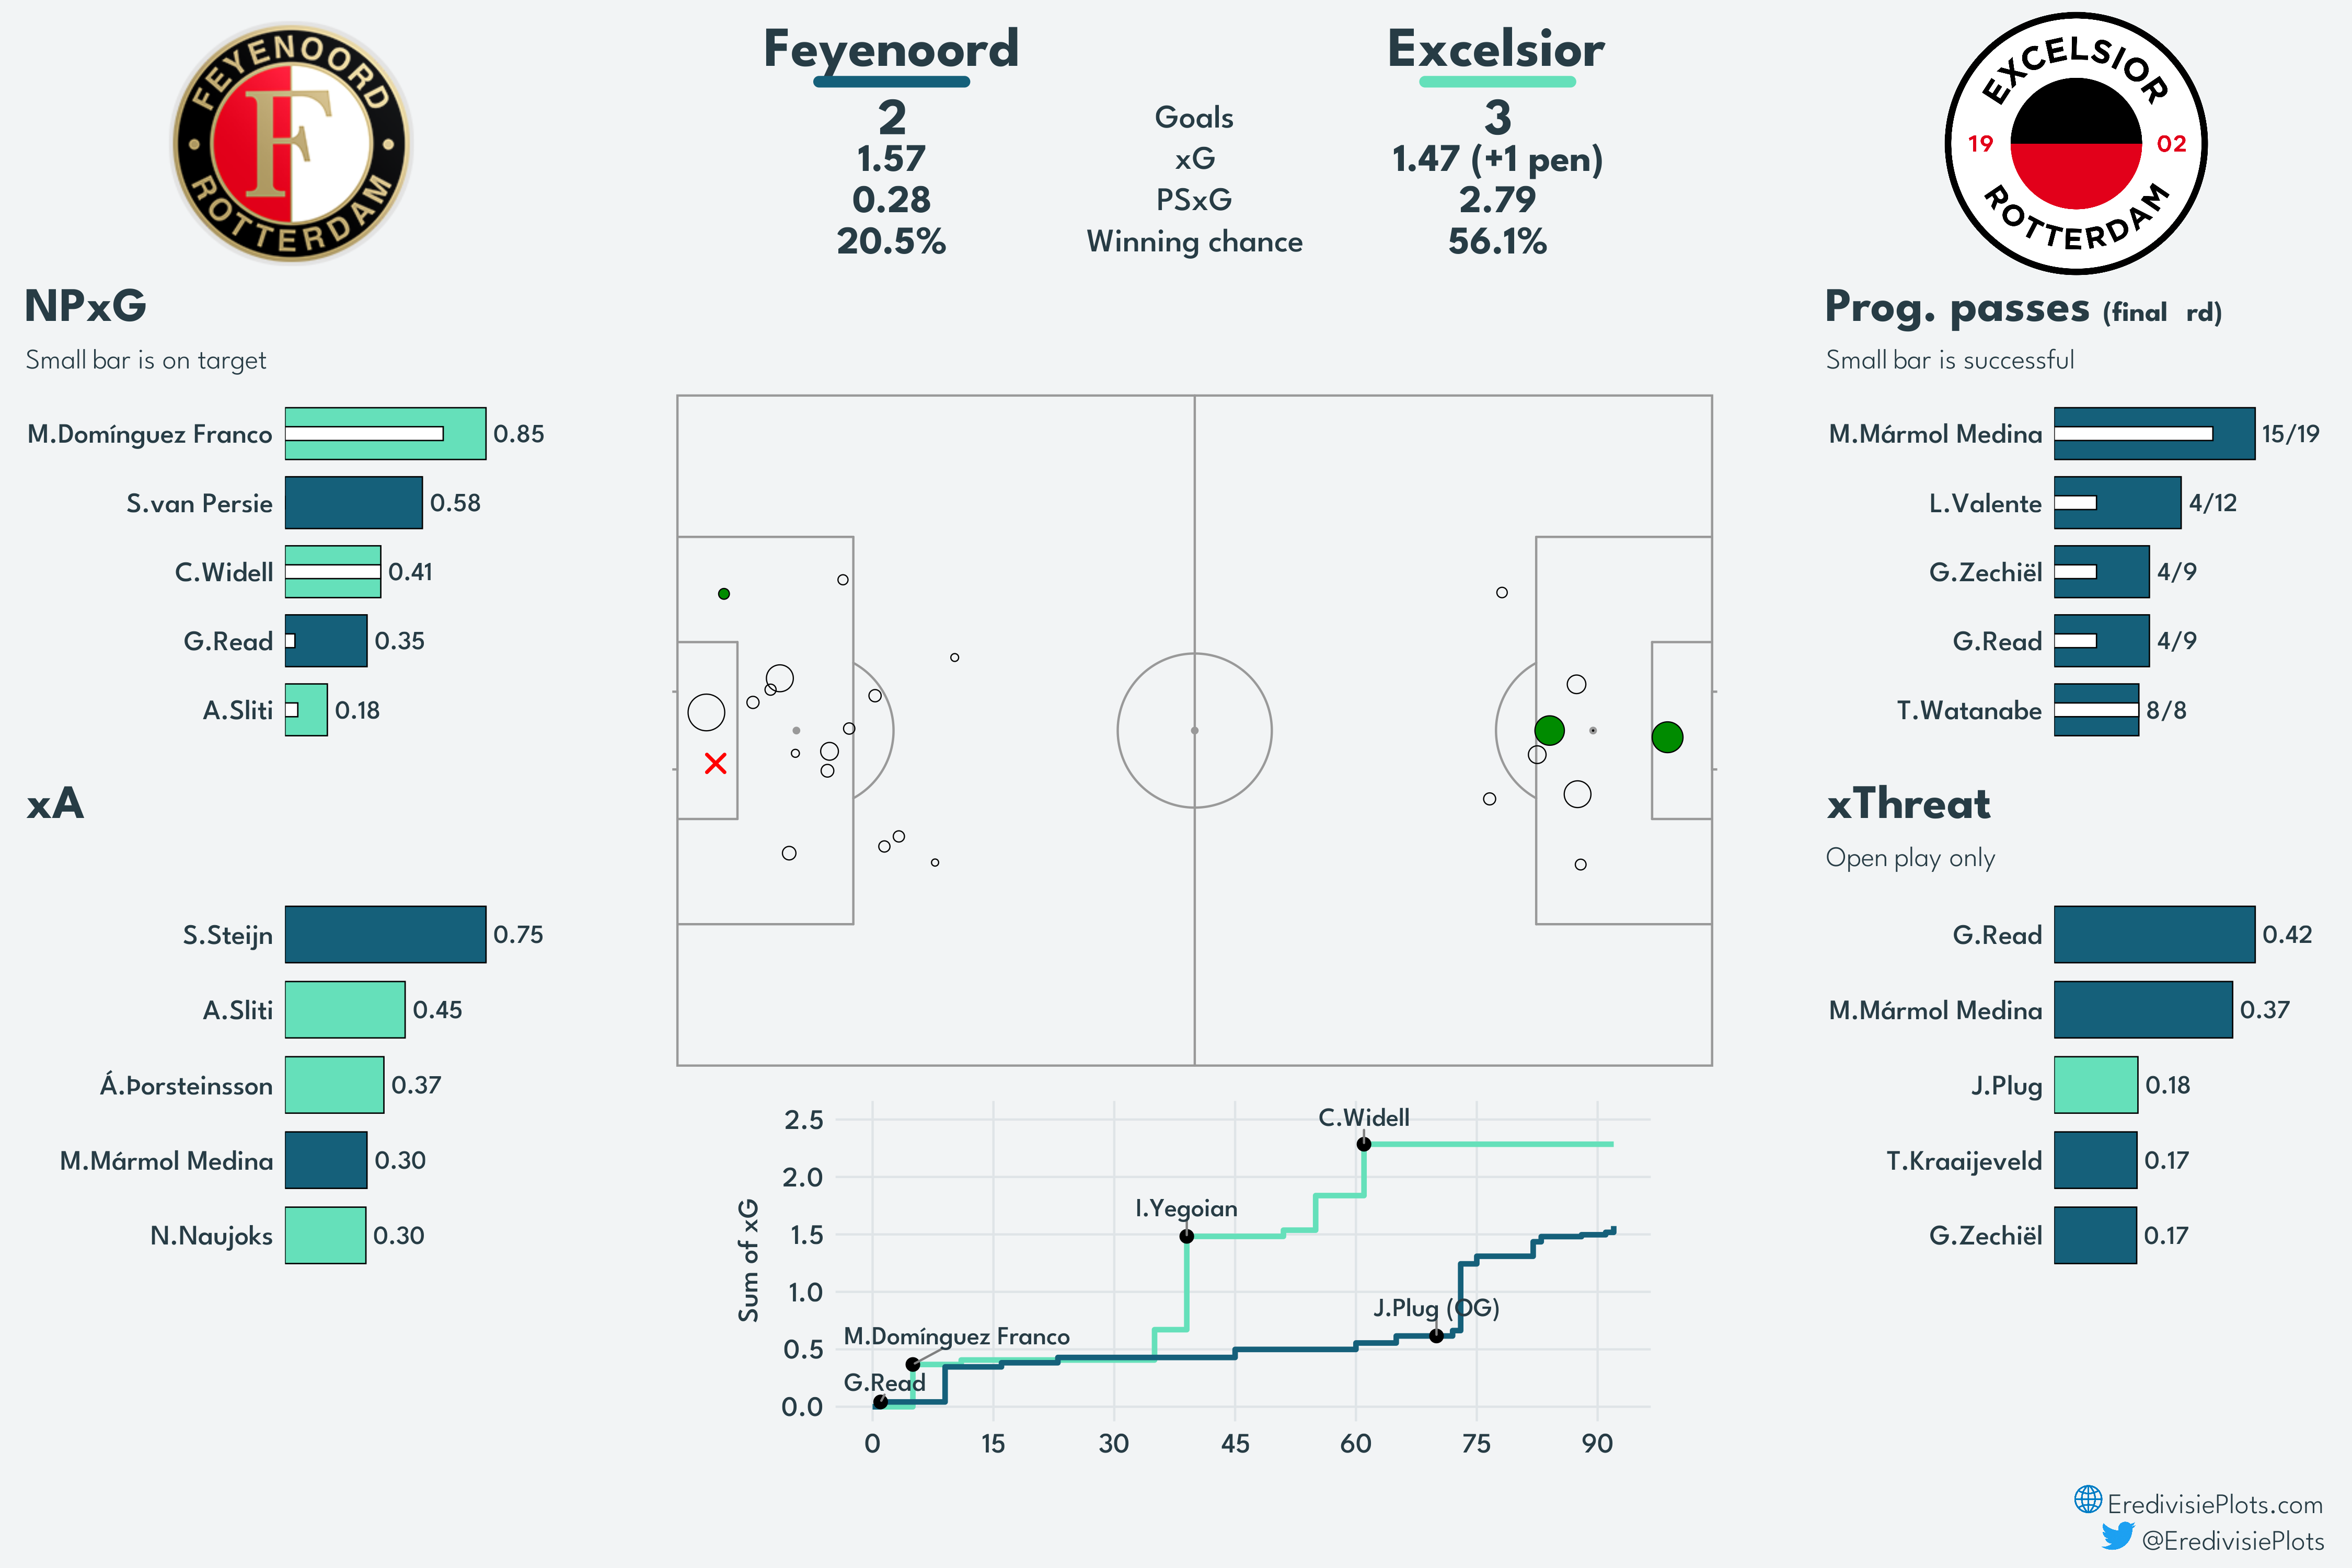 FEYENOORD
ROTTERDAM
F
Feyenoord
Excelsior
2 Goals 3
1.57 xG 1.47 (+1 pen)
0.28 PSxG 2.79
20.5% Winning chance 56.1%
EXCELSIOR
19 02
ROTTERDAM
NPxG
Small bar is on target
M.Domínguez Franco 0.85
S.van Persie 0.58
C.Widell 0.41
G.Read 0.35
A.Sliti 0.18
xA
S.Steijn 0.75
A.Sliti 0.45
Á.Þorsteinsson 0.37
M.Mármol Medina 0.30
N.Naujoks 0.30
Sum of xG
2.5
2.0
1.5
1.0
0.5
0.0
C.Widell
I.Yegoian
J.Plug (OG)
M.Domínguez Franco
G.Read
0 15 30 45 60 75 90
Prog. passes (final rd)
Small bar is successful
M.Mármol Medina 15/19
L.Valente 4/12
G.Zechiël 4/9
G.Read 4/9
T.Watanabe 8/8
xThreat
Open play only
G.Read 0.42
M.Mármol Medina 0.37
J.Plug 0.18
T.Kraaijeveld 0.17
G.Zechiël 0.17
EredivisiePlots.com
@EredivisiePlots